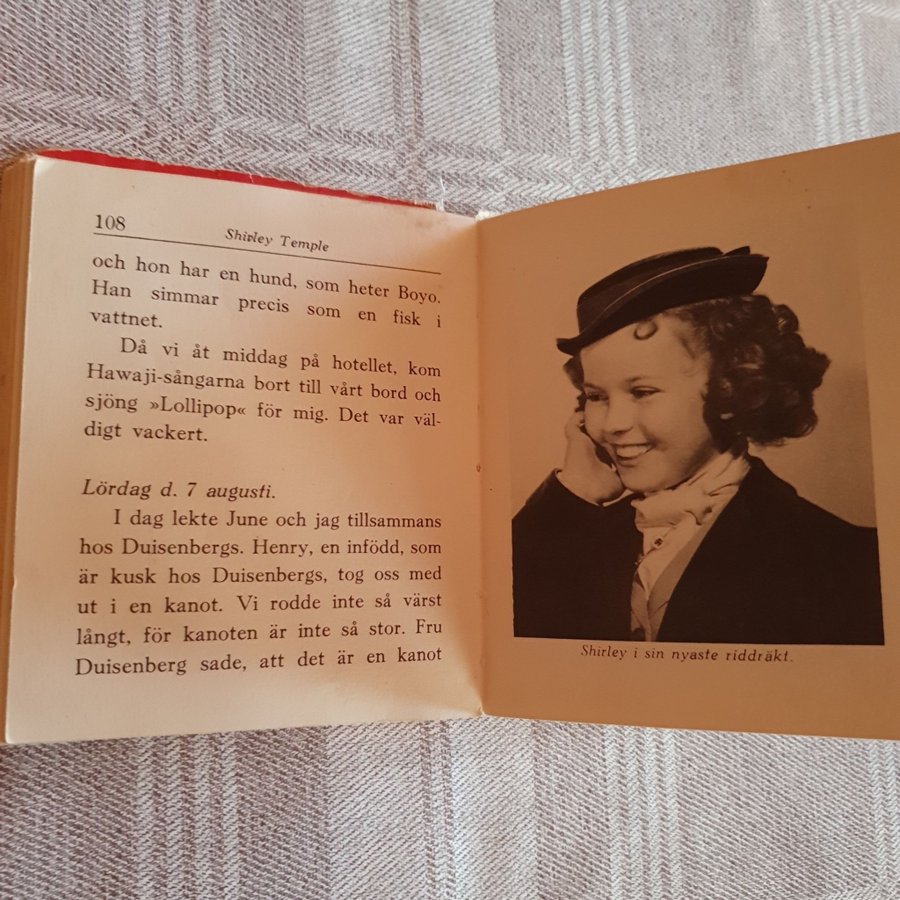 108
Shirley Temple
och hon har en hund, som heter Boyo.
Han simmar precis som en fisk i
vattnet.
Då vi åt middag på hotellet, kom
Hawaji-sångarna bort till vårt bord och
sjöng »Lollipop« för mig. Det var väl-
digt vackert.
Lördag d. 7 augusti.
I dag lekte June och jag tillsammans
hos Duisenbergs. Henry, en infödd, som
är kusk hos Duisenbergs, tog oss med
ut i en kanot. Vi rodde inte så värst
långt, för kanoten är inte så stor. Fru
Duisenberg sade, att det är en kanot
Shirley i sin nyaste riddräkt.